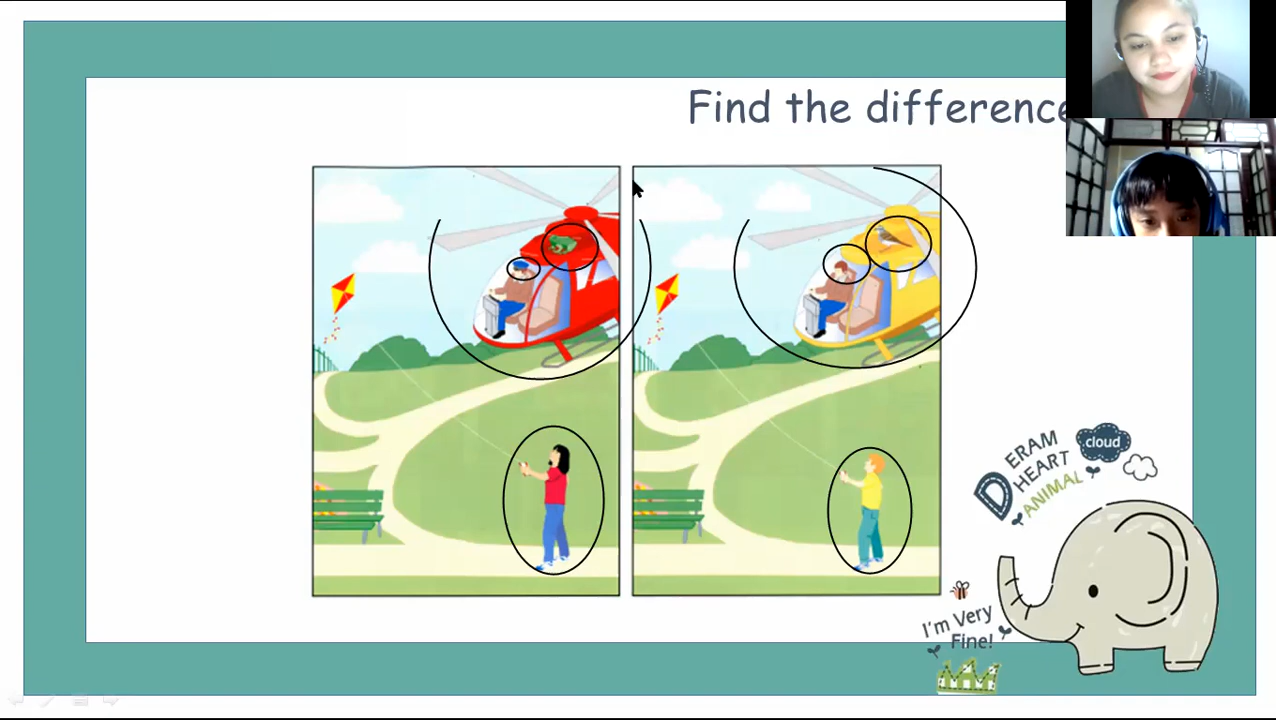 Find the difference
DERAM
HEART
ANIMAL
cloud
I'm Very
Fine!